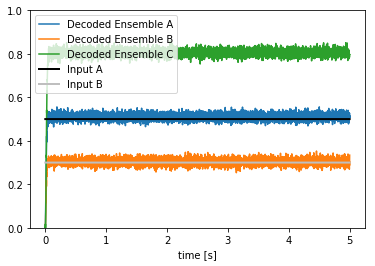 1.0
0.8
0.6
0.4
0.2
0.0
Decoded Ensemble A
Decoded Ensemble B
Decoded Ensemble C
Input A
Input B
0 1 2 3 4 5
time [s]